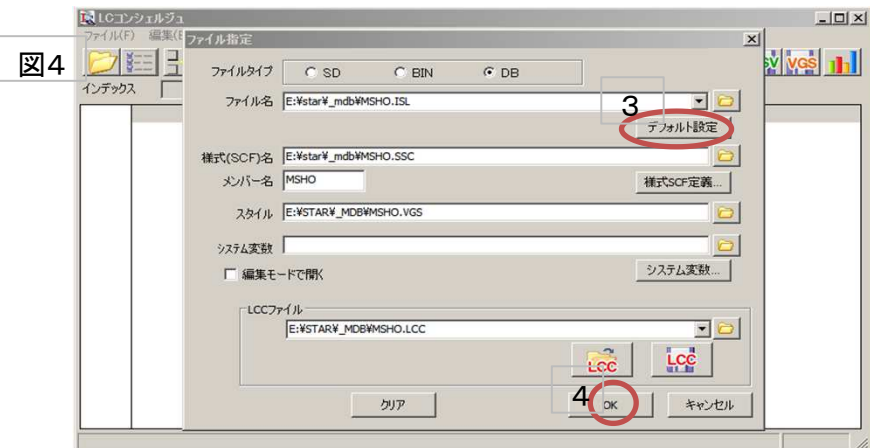 図4
LCコンシェルジュ
ファイル(F) 編集(E
インデックス
SV VGS
ファイル指定
ファイルタイプ SD BIN DB
ファイル名 E:¥star¥_mdb¥MSHO.ISL
3
デフォルト設定
様式(SCF)名 E:¥star¥_mdb¥MSHO.SSC
メンバー名 MSHO 様式SCF定義...
スタイル E:¥STAR¥_MDB¥MSHO.VGS
システム変数
編集モードで開く システム変数...
LCCファイル
E:¥STAR¥_MDB¥MSHO.LCC
LCC LCC
4
クリア OK キャンセル